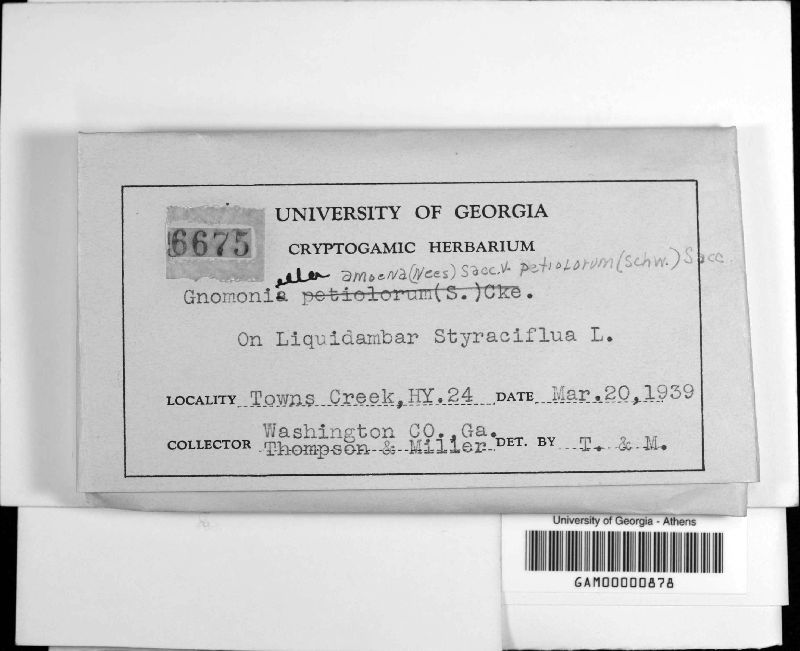 UNIVERSITY OF GEORGIA
6675
CRYPTOGAMIC HERBARIUM
ella amoena (Nees) Sacc. v. petiolorum (Schw.) Sacc.
Gnomonia petiolorum(S.)Cke.
On Liquidambar Styraciflua L.
LOCALITY Towns Creek,HY.24 DATE Mar.20,1939
Washington CO.,Ga.
COLLECTOR Thompson & Miller DET. BY T. & M.
University of Georgia - Athens
GAM00000878